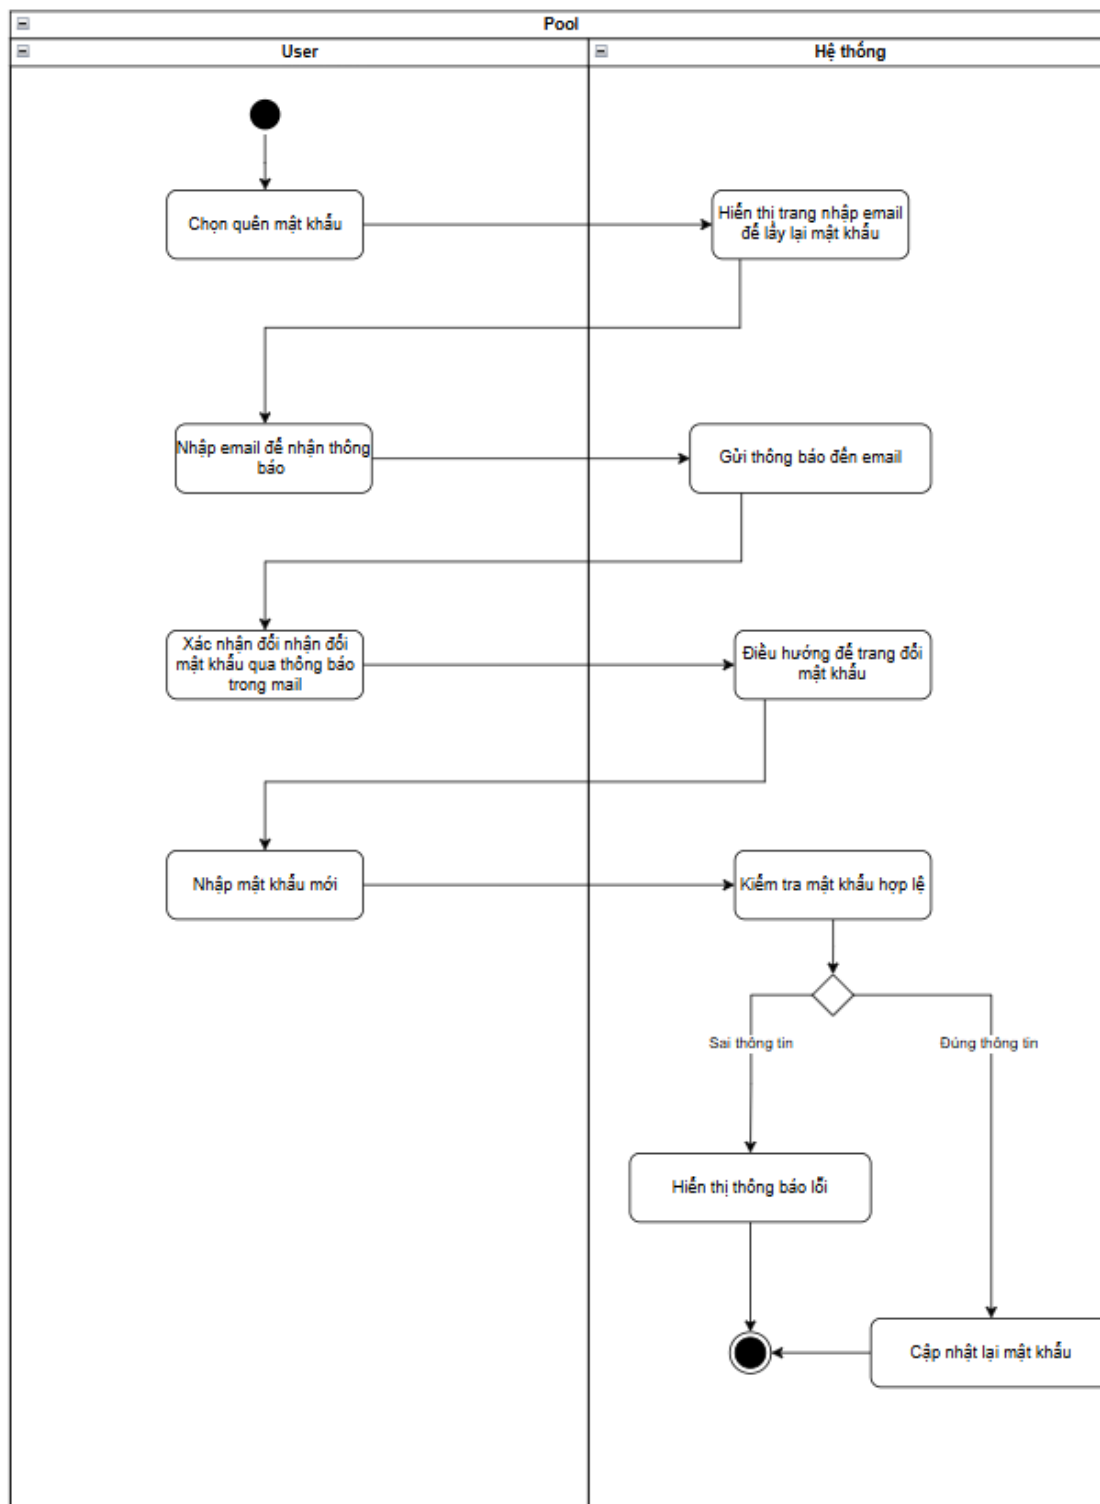 Pool
User
Hệ thống
Chọn quên mật khẩu
Hiển thị trang nhập email
để lấy lại mật khẩu
Nhập email để nhận thông
báo
Gửi thông báo đến email
Xác nhận đổi nhận đổi
mật khẩu qua thông báo
trong mail
Điều hướng để trang đổi
mật khẩu
Nhập mật khẩu mới
Kiểm tra mật khẩu hợp lệ
Sai thông tin
Đúng thông tin
Hiển thị thông báo lỗi
Cập nhật lại mật khẩu